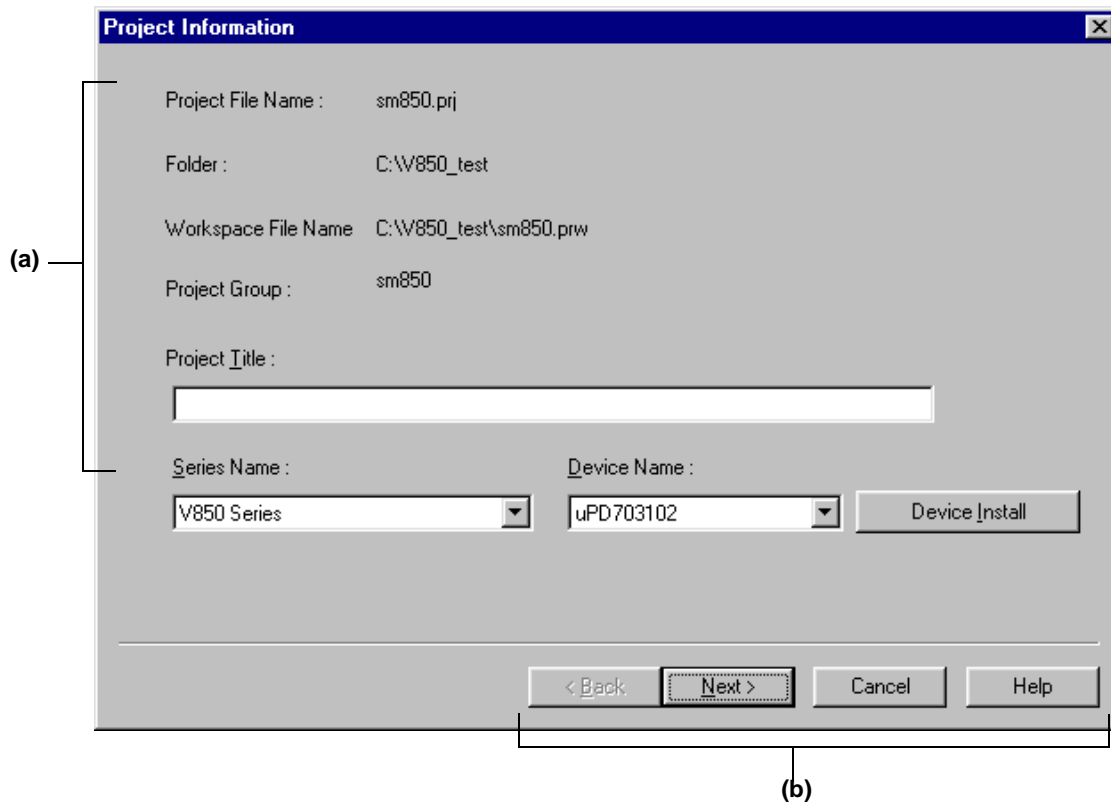 Project Information
Project File Name : sm850.prj
Folder : C:\V850_test
Workspace File Name C:\V850_test\sm850.prw
(a)
Project Group : sm850
Project Title :
Series Name : Device Name :
V850 Series uPD703102 Device Install
< Back Next > Cancel Help
(b)